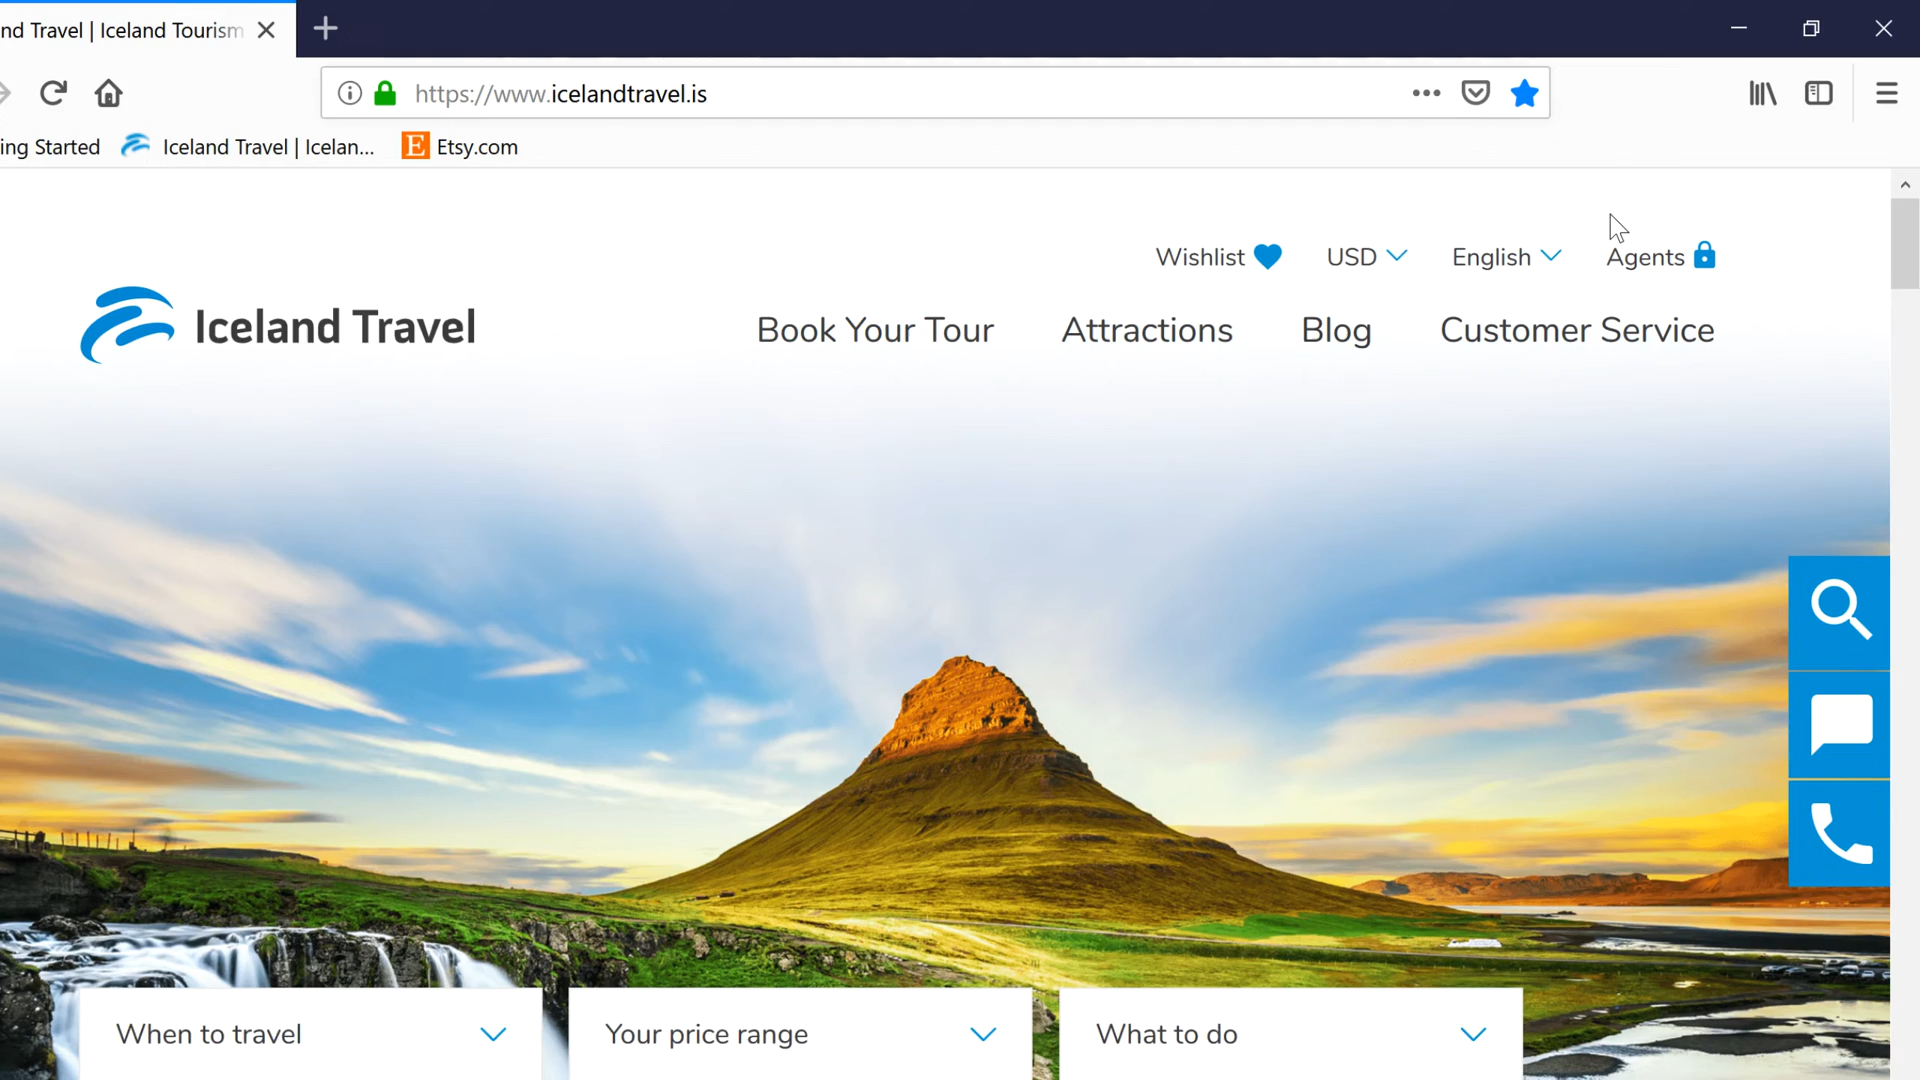 nd Travel | Iceland Tourism
https://www.icelandtravel.is
ing Started
Iceland Travel | Icelan...
E Etsy.com
Wishlist
USD
English
Agents
Iceland Travel
Book Your Tour
Attractions
Blog
Customer Service
When to travel
Your price range
What to do